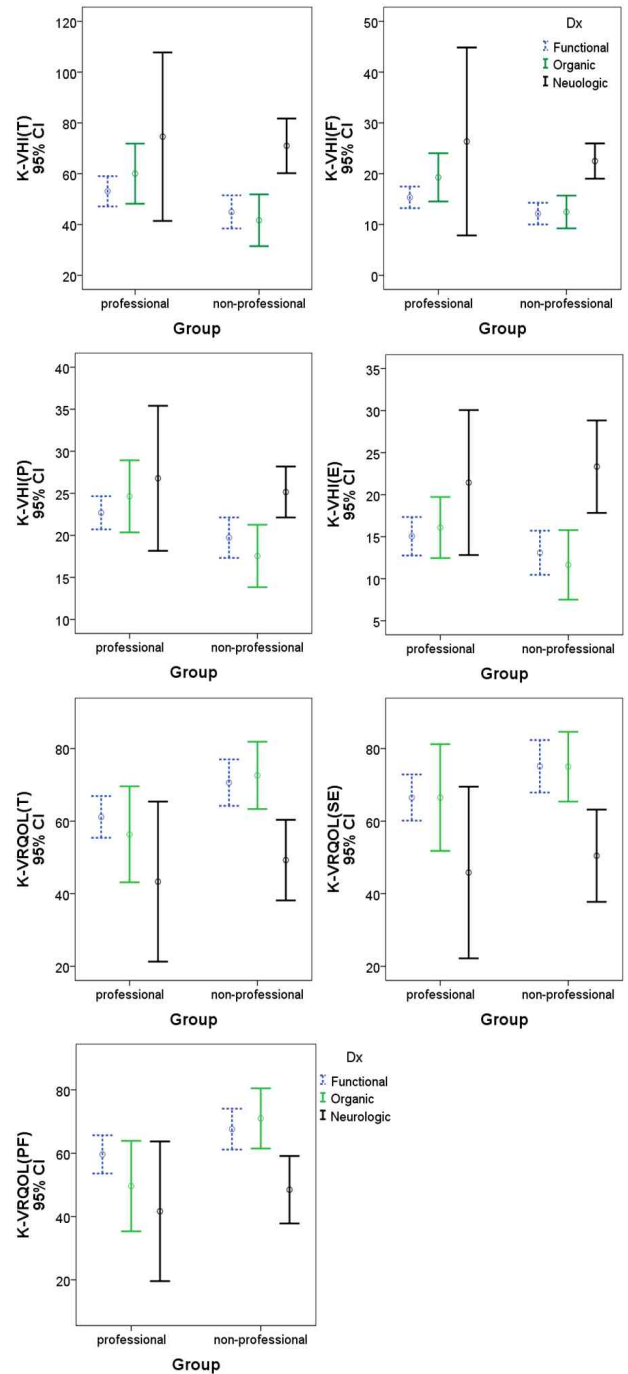 K-VHI(T)
95% CI
120
100
80
60
40
20
professional
non-professional
Group
K-VHI(F)
95% CI
50
40
30
20
10
0
Dx
Functional
Organic
Neuologic
professional
non-professional
Group
K-VHI(P)
95% CI
40
35
30
25
20
15
10
professional
non-professional
Group
K-VHI(E)
95% CI
35
30
25
20
15
10
5
professional
non-professional
Group
K-VRQOL(T)
95% CI
80
60
40
20
professional
non-professional
Group
K-VRQOL(SE)
95% CI
80
60
40
20
professional
non-professional
Group
K-VRQOL(PF)
95% CI
80
60
40
20
professional
non-professional
Group
Dx
Functional
Organic
Neurologic